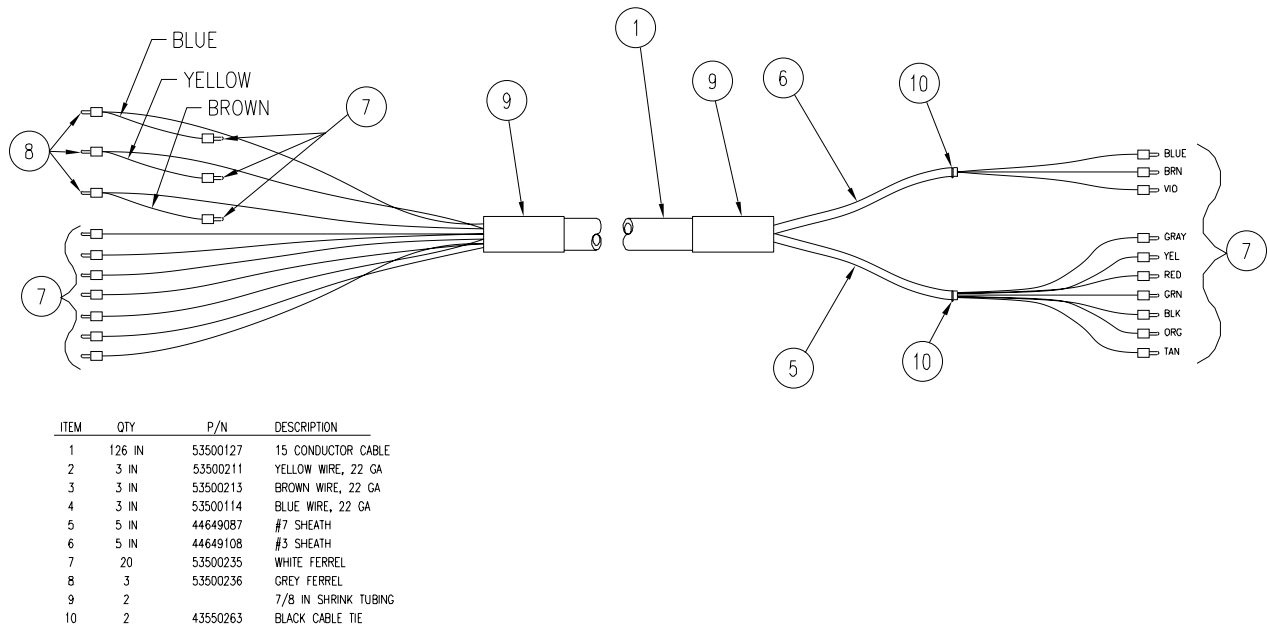 BLUE
YELLOW
BROWN
8
7
7
9
1
9
6
10
5
10
7
BLUE
BRN
VIO
GRAY
YEL
RED
GRN
BLK
ORG
TAN
ITEM QTY P/N DESCRIPTION
1 126 IN 53500127 15 CONDUCTOR CABLE
2 3 IN 53500211 YELLOW WIRE, 22 GA
3 3 IN 53500213 BROWN WIRE, 22 GA
4 3 IN 53500114 BLUE WIRE, 22 GA
5 5 IN 44649087 #7 SHEATH
6 5 IN 44649108 #3 SHEATH
7 20 53500235 WHITE FERREL
8 3 53500236 GREY FERREL
9 2 7/8 IN SHRINK TUBING
10 2 43550263 BLACK CABLE TIE